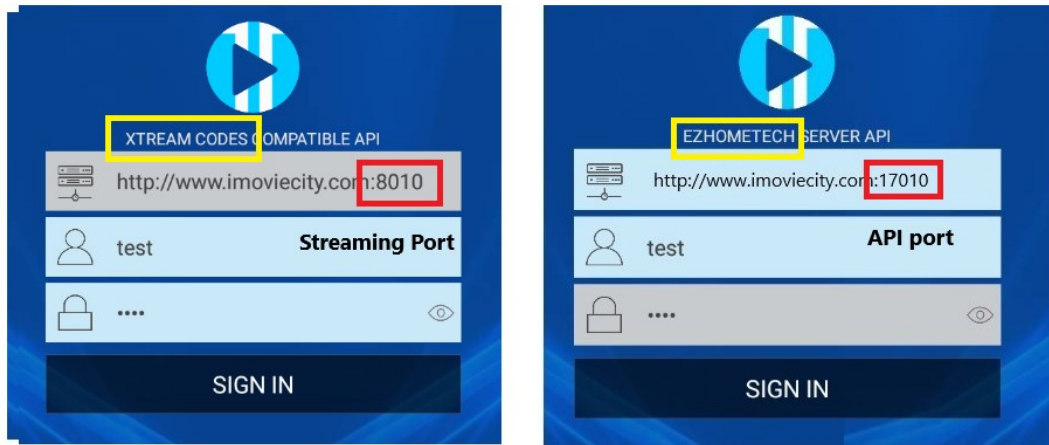 XTREAM CODES COMPATIBLE API
http://www.imoviecity.com:8010
test
Streaming Port
••••
SIGN IN
EZHOMETECH SERVER API
http://www.imoviecity.com:17010
test
API port
••••
SIGN IN